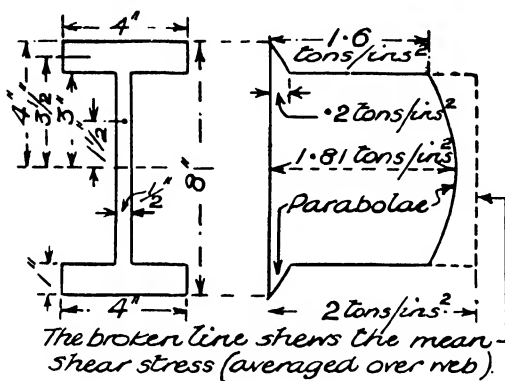 4"
1·6
tons/ins²
4"
3½"
3"
1½"
·2 tons/ins²
1·81 tons/ins²
8"
½"
Parabolae
1"
4"
2 tons/ins²
The broken line shews the mean
shear stress (averaged over web).